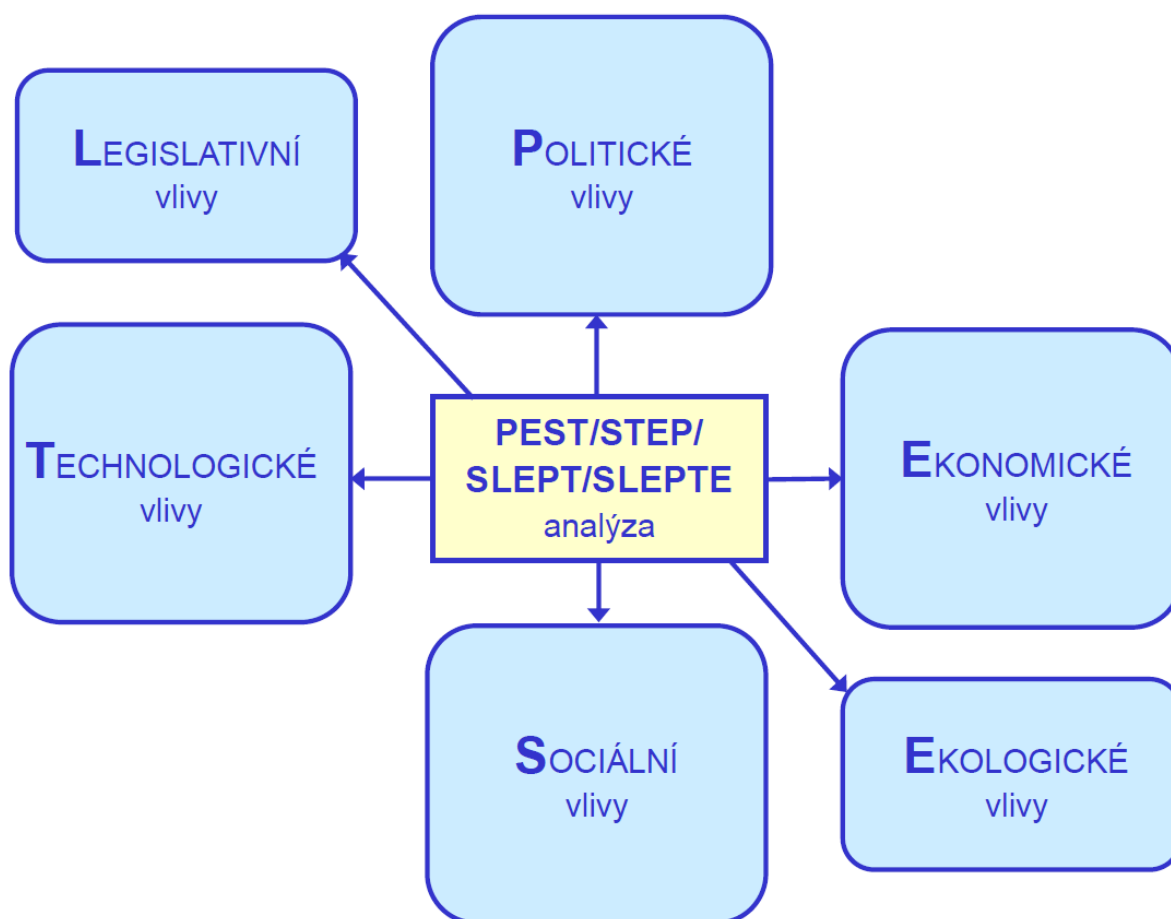 LEGISLATIVNÍ
vlivy
POLITICKÉ
vlivy
TECHNOLOGICKÉ
vlivy
PEST/STEP/
SLEPT/SLEPTE
analýza
EKONOMICKÉ
vlivy
SOCIÁLNÍ
vlivy
EKOLOGICKÉ
vlivy